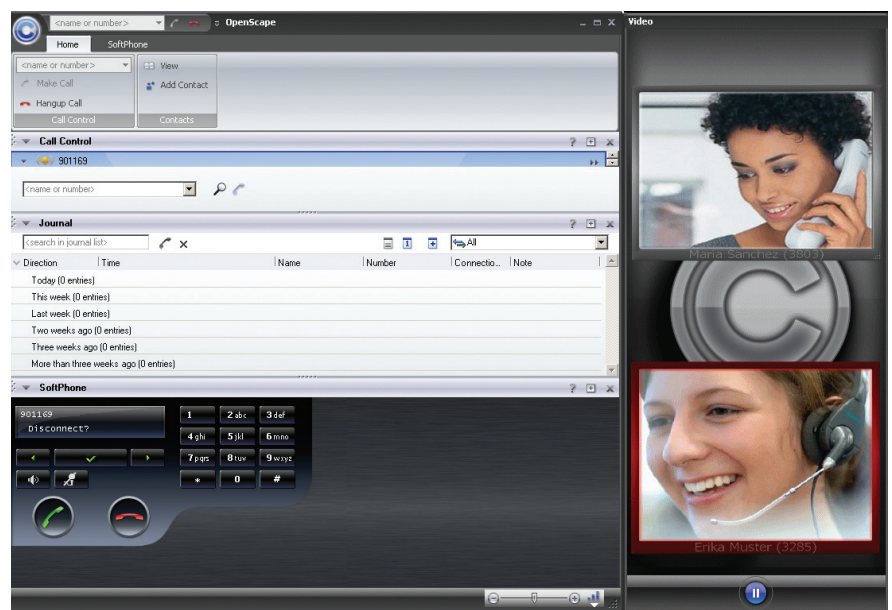 <name or number>
OpenScape
Video
Home
SoftPhone
<name or number>
Make Call
Hangup Call
Call Control
View
Add Contact
Contacts
Call Control
901169
<name or number>
Journal
<search in journal list>
All
Direction Time Name Number Connectio... Note
Today (0 entries)
This week (0 entries)
Last week (0 entries)
Two weeks ago (0 entries)
Three weeks ago (0 entries)
More than three weeks ago (0 entries)
SoftPhone
901169
Disconnect?
1 2 abc 3 def
4 ghi 5 jkl 6 mno
7 pqrs 8 tuv 9 wxyz
* 0 #
Maria Sanchez (3803)
Erika Muster (3285)